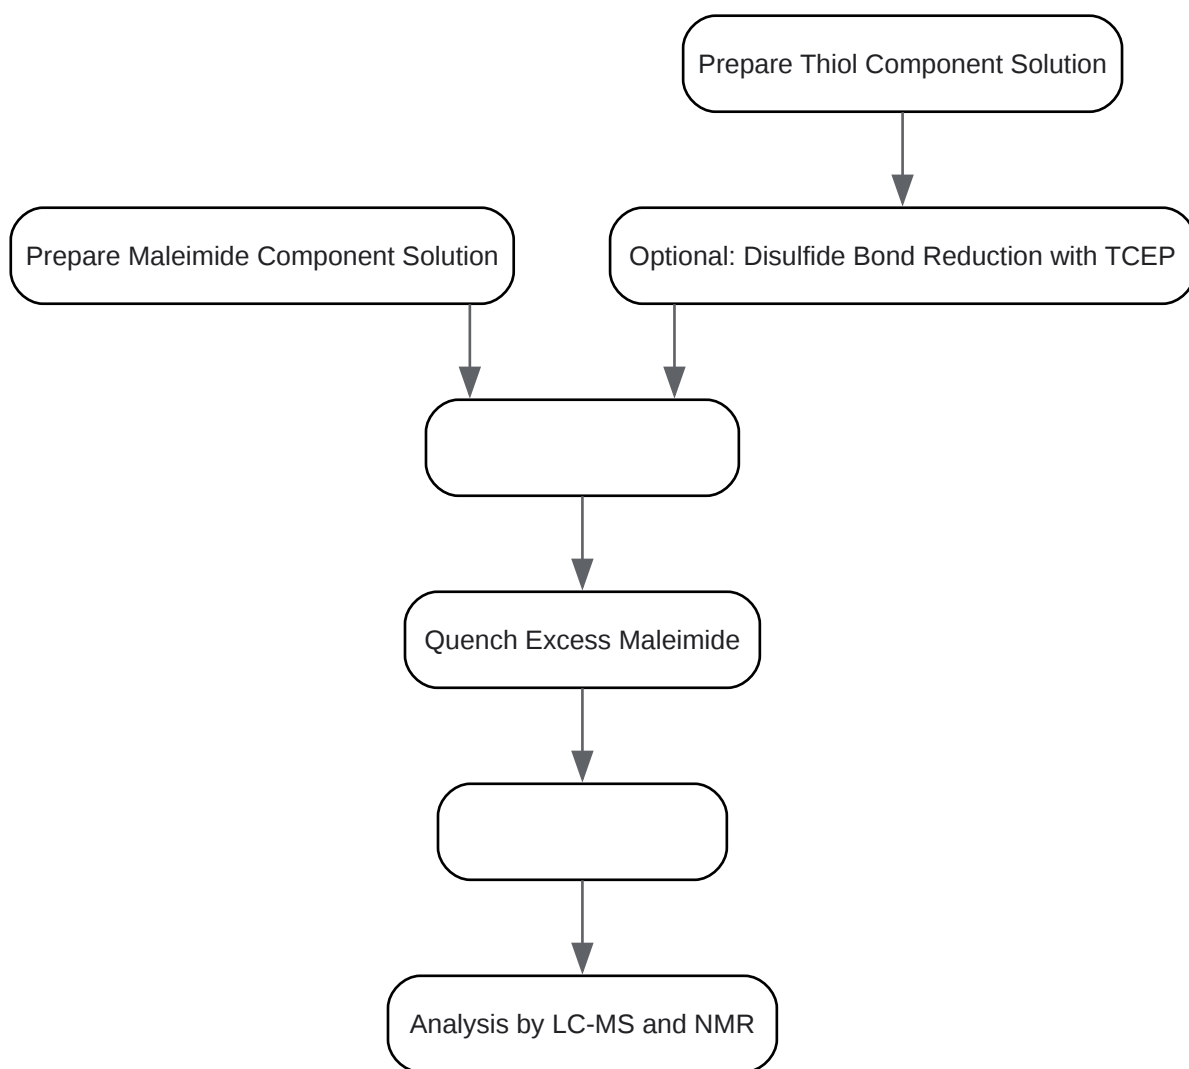 Prepare Thiol Component Solution
Prepare Maleimide Component Solution
Optional: Disulfide Bond Reduction with TCEP
Quench Excess Maleimide
Analysis by LC-MS and NMR